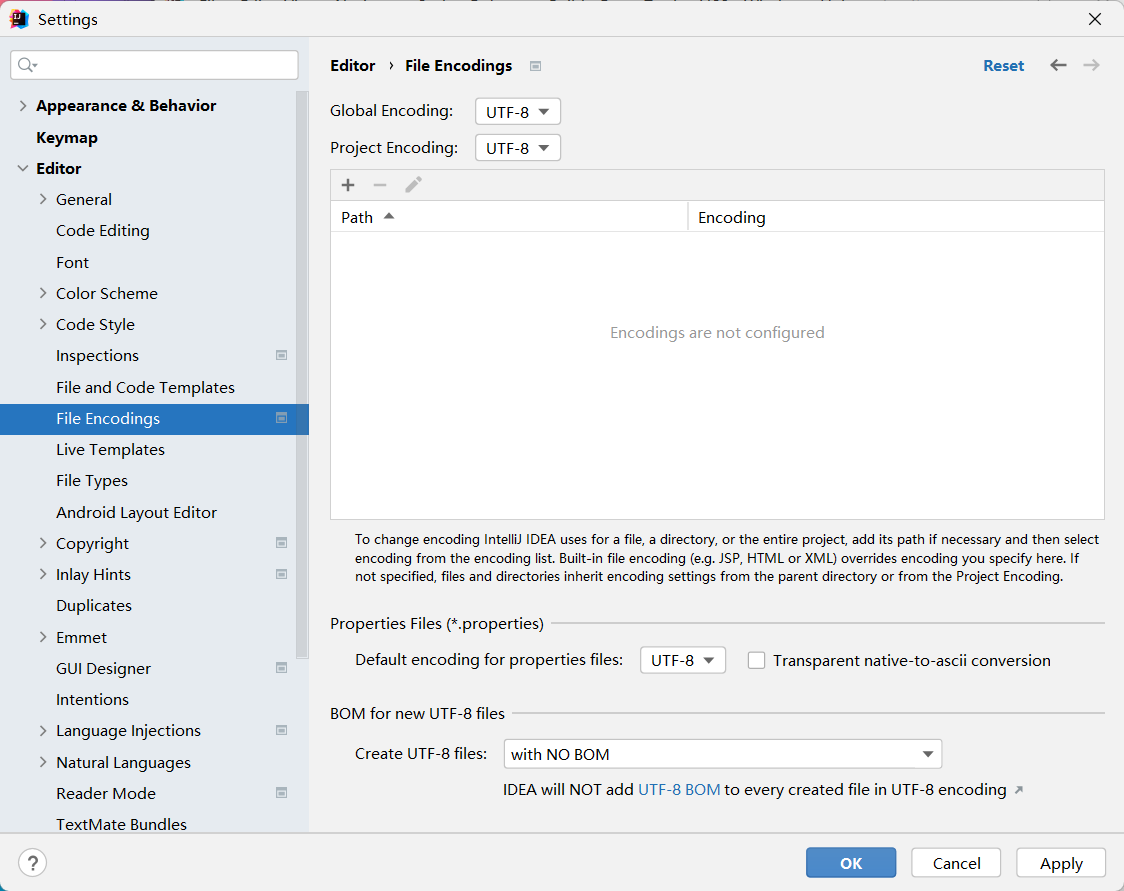 Settings
Appearance & Behavior
Keymap
Editor
General
Code Editing
Font
Color Scheme
Code Style
Inspections
File and Code Templates
File Encodings
Live Templates
File Types
Android Layout Editor
Copyright
Inlay Hints
Duplicates
Emmet
GUI Designer
Intentions
Language Injections
Natural Languages
Reader Mode
TextMate Bundles
Editor › File Encodings
Reset
Global Encoding: UTF-8
Project Encoding: UTF-8
Path Encoding
Encodings are not configured
To change encoding IntelliJ IDEA uses for a file, a directory, or the entire project, add its path if necessary and then select
encoding from the encoding list. Built-in file encoding (e.g. JSP, HTML or XML) overrides encoding you specify here. If
not specified, files and directories inherit encoding settings from the parent directory or from the Project Encoding.
Properties Files (*.properties)
Default encoding for properties files: UTF-8 Transparent native-to-ascii conversion
BOM for new UTF-8 files
Create UTF-8 files: with NO BOM
IDEA will NOT add UTF-8 BOM to every created file in UTF-8 encoding
?
OK Cancel Apply